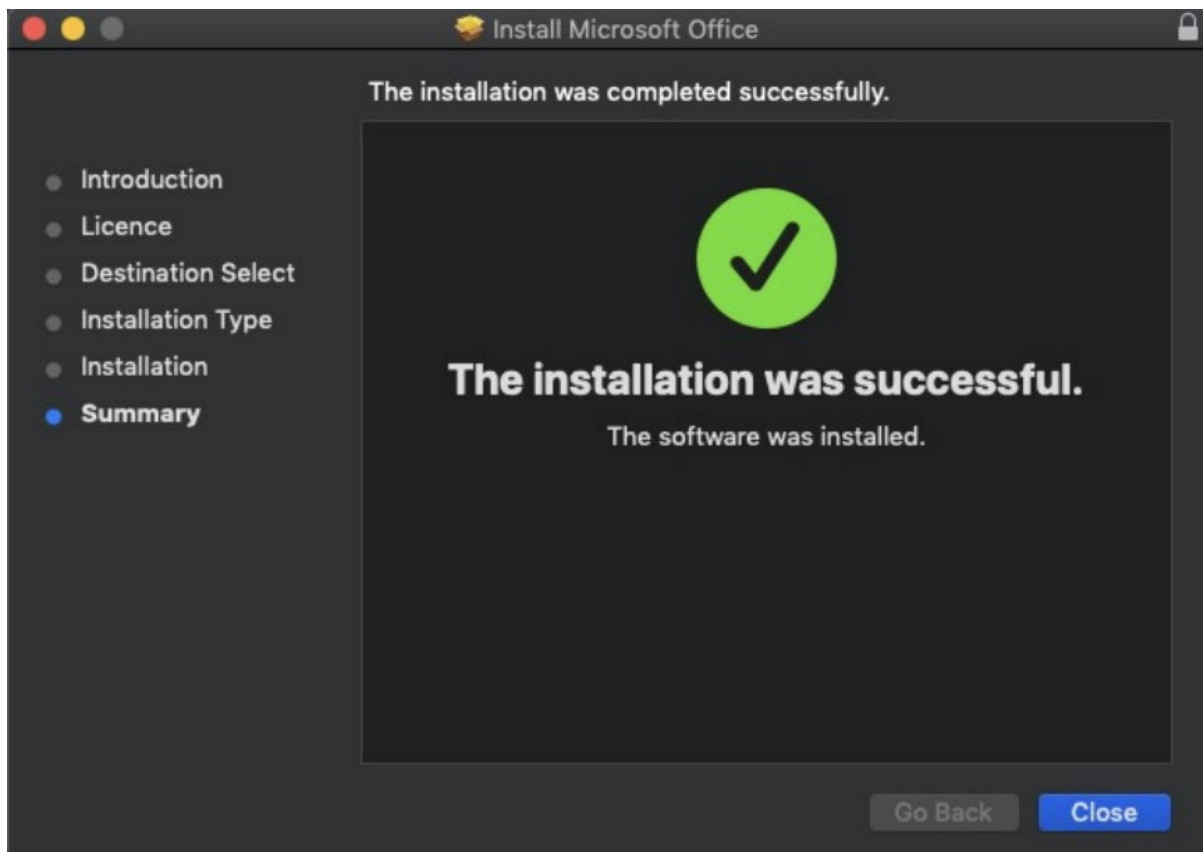 Install Microsoft Office
The installation was completed successfully.
Introduction
Licence
Destination Select
Installation Type
Installation
Summary
The installation was successful.
The software was installed.
Go Back
Close